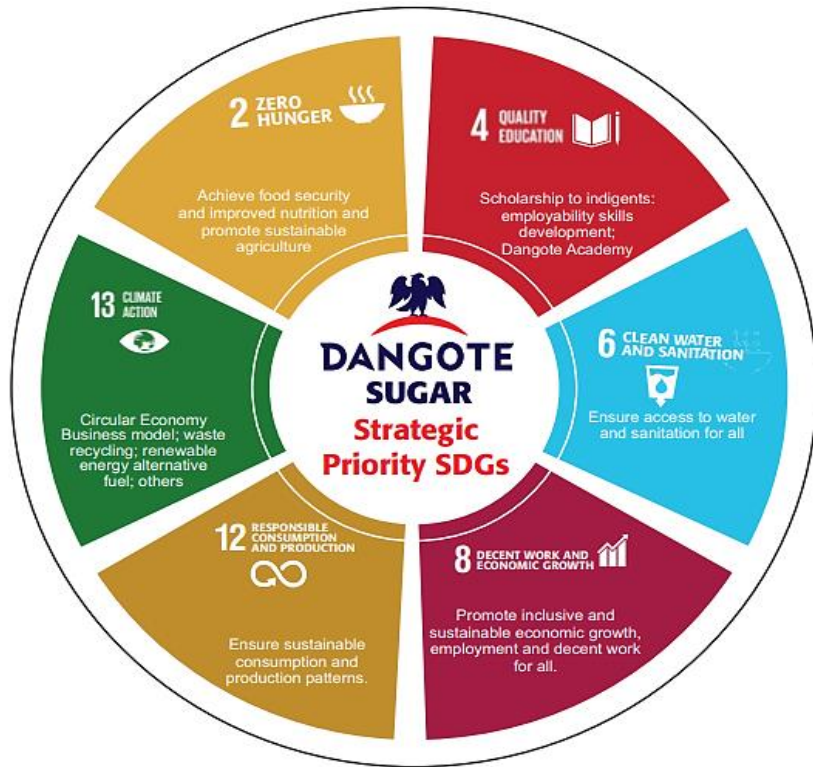 2 ZERO
HUNGER
Achieve food security
and improved nutrition and
promote sustainable
agriculture
4 QUALITY
EDUCATION
Scholarship to indigents:
employability skills
development;
Dangote Academy
6 CLEAN WATER
AND SANITATION
Ensure access to water
and sanitation for all
8 DECENT WORK AND
ECONOMIC GROWTH
Promote inclusive and
sustainable economic growth,
employment and decent work
for all.
12 RESPONSIBLE
CONSUMPTION
AND PRODUCTION
Ensure sustainable
consumption and
production patterns.
13 CLIMATE
ACTION
Circular Economy
Business model; waste
recycling; renewable
energy alternative
fuel; others
DANGOTE
SUGAR
Strategic
Priority SDGs